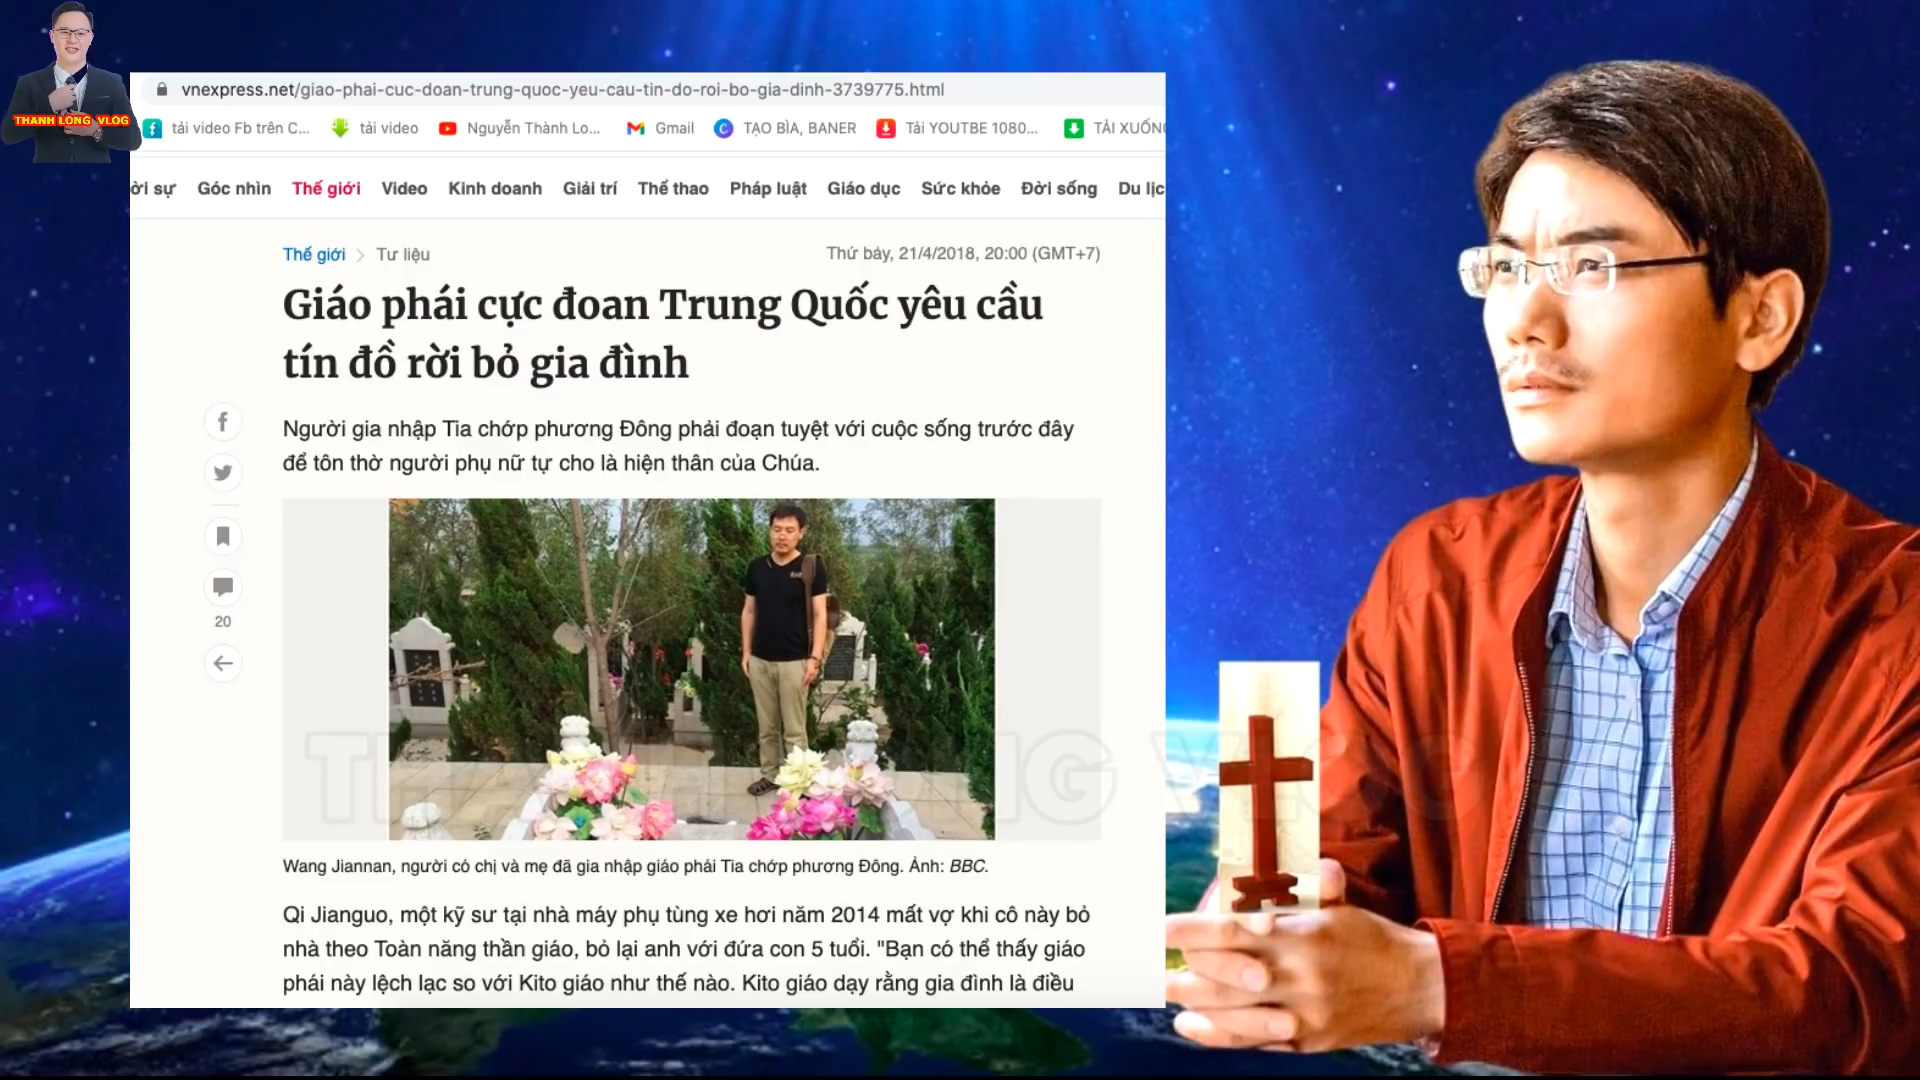 THANH LONG VLOG
vnexpress.net/giao-phai-cuc-doan-trung-quoc-yeu-cau-tin-do-roi-bo-gia-dinh-3739775.html
tải video Fb trên C... tải video Nguyễn Thành Lo... Gmail TẠO BÌA, BANER Tải YOUTBE 1080... TẢI XUỐNG
ời sự Góc nhìn Thế giới Video Kinh doanh Giải trí Thể thao Pháp luật Giáo dục Sức khỏe Đời sống Du lịc
Thế giới > Tư liệu Thứ bảy, 21/4/2018, 20:00 (GMT+7)
Giáo phái cực đoan Trung Quốc yêu cầu
tín đồ rời bỏ gia đình
Người gia nhập Tia chớp phương Đông phải đoạn tuyệt với cuộc sống trước đây
để tôn thờ người phụ nữ tự cho là hiện thân của Chúa.
20
Wang Jiannan, người có chị và mẹ đã gia nhập giáo phái Tia chớp phương Đông. Ảnh: BBC.
Qi Jianguo, một kỹ sư tại nhà máy phụ tùng xe hơi năm 2014 mất vợ khi cô này bỏ
nhà theo Toàn năng thần giáo, bỏ lại anh với đứa con 5 tuổi. "Bạn có thể thấy giáo
phái này lệch lạc so với Kito giáo như thế nào. Kito giáo dạy rằng gia đình là điều